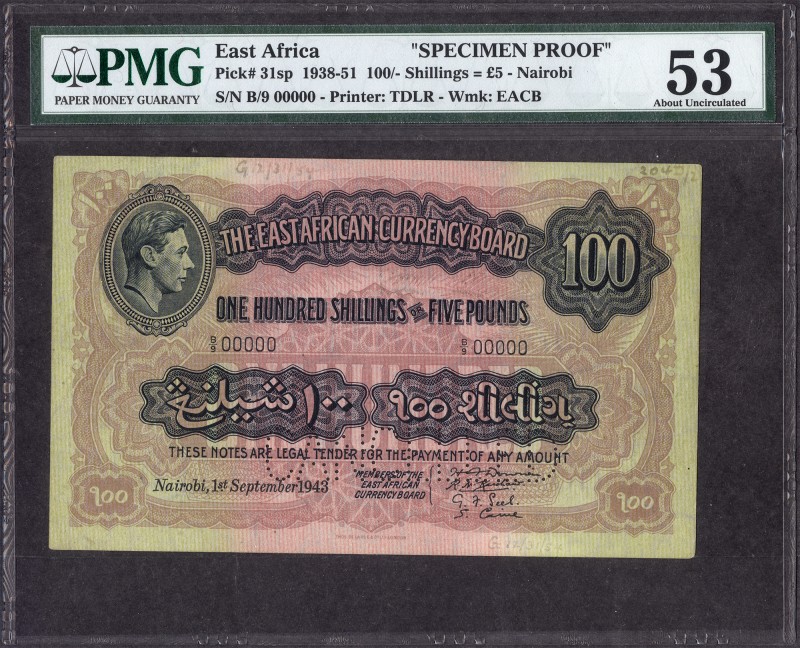 PMG
PAPER MONEY GUARANTY
East Africa "SPECIMEN PROOF"
Pick# 31sp 1938-51 100/- Shillings = £5 - Nairobi
S/N B/9 00000 - Printer: TDLR - Wmk: EACB
53
About Uncirculated
THE EAST AFRICAN CURRENCY BOARD
100
ONE HUNDRED SHILLINGS OR FIVE POUNDS
B/9 00000 B/9 00000
شيلنڠ ١٠٠ ૧૦૦ શીલીંગ
THESE NOTES ARE LEGAL TENDER FOR THE PAYMENT OF ANY AMOUNT
Nairobi, 1st September 1943
MEMBERS OF THE
EAST AFRICAN
CURRENCY BOARD
G. F. Seel.
S. Caine
૧૦૦ ૧૦૦